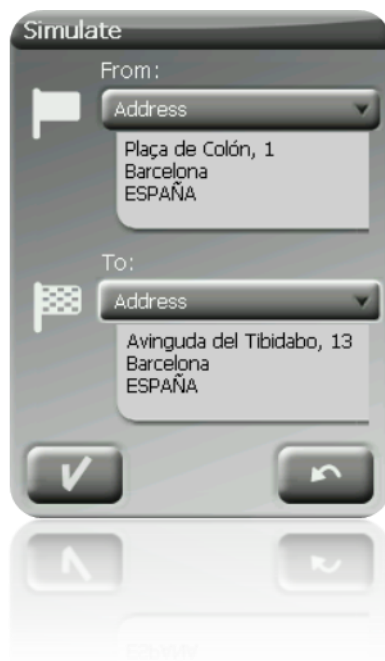 Simulate
From:
Address
Plaça de Colón, 1
Barcelona
ESPAÑA
To:
Address
Avinguda del Tibidabo, 13
Barcelona
ESPAÑA